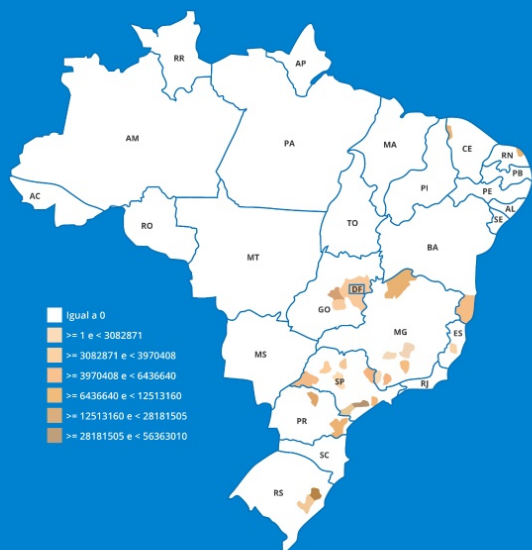 RR
AP
AM
PA
MA
CE
RN
PB
PI
PE
AL
SE
AC
RO
TO
BA
MT
DF
GO
MG
ES
MS
SP
RJ
PR
SC
RS
Igual a 0
>= 1 e < 3082871
>= 3082871 e < 3970408
>= 3970408 e < 6436640
>= 6436640 e < 12513160
>= 12513160 e < 28181505
>= 28181505 e < 56363010